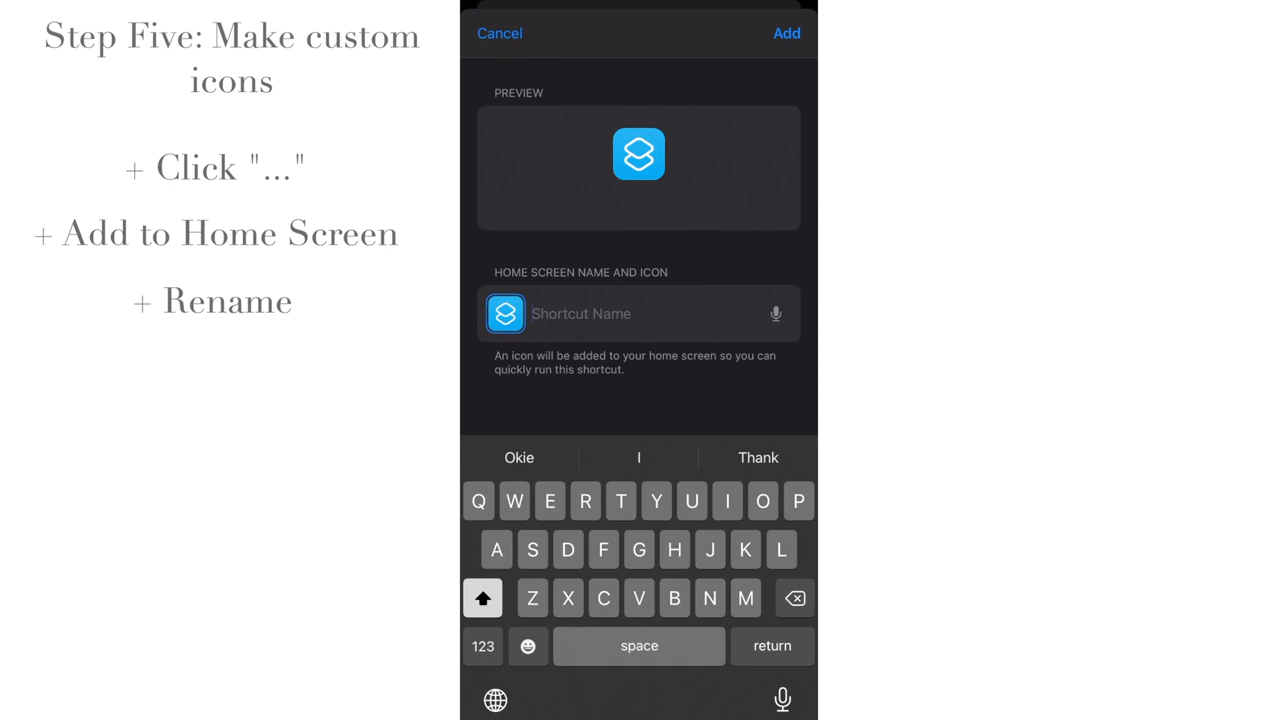 Step Five: Make custom
icons
+ Click "..."
+ Add to Home Screen
+ Rename
Cancel
Add
PREVIEW
HOME SCREEN NAME AND ICON
Shortcut Name
An icon will be added to your home screen so you can
quickly run this shortcut.
Okie I Thank
Q W E R T Y U I O P
A S D F G H J K L
Z X C V B N M
123 space return